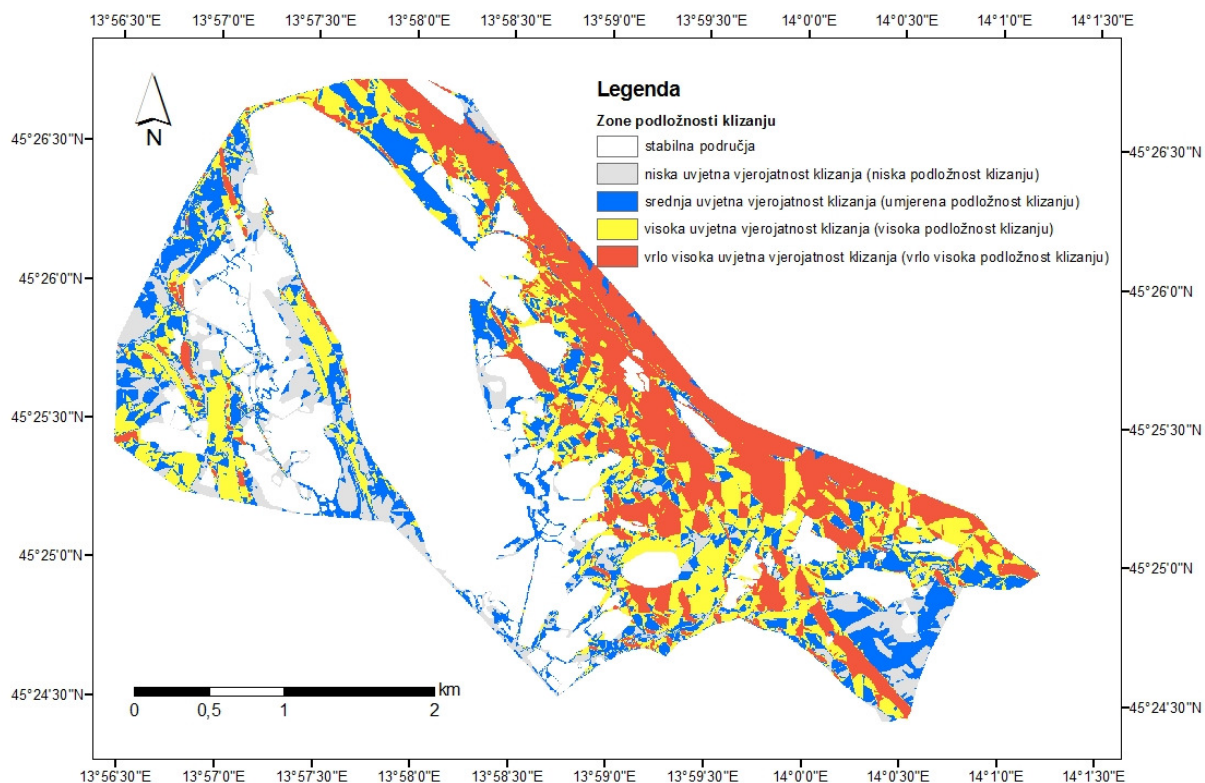 13°56'30"E 13°57'0"E 13°57'30"E 13°58'0"E 13°58'30"E 13°59'0"E 13°59'30"E 14°0'0"E 14°0'30"E 14°1'0"E 14°1'30"E
Legenda
Zone podložnosti klizanju
stabilna područja
niska uvjetna vjerojatnost klizanja (niska podložnost klizanju)
srednja uvjetna vjerojatnost klizanja (umjerena podložnost klizanju)
visoka uvjetna vjerojatnost klizanja (visoka podložnost klizanju)
vrlo visoka uvjetna vjerojatnost klizanja (vrlo visoka podložnost klizanju)
N
45°26'30"N 45°26'30"N
45°26'0"N 45°26'0"N
45°25'30"N 45°25'30"N
45°25'0"N 45°25'0"N
45°24'30"N 45°24'30"N
km
0 0,5 1 2
13°56'30"E 13°57'0"E 13°57'30"E 13°58'0"E 13°58'30"E 13°59'0"E 13°59'30"E 14°0'0"E 14°0'30"E 14°1'0"E 14°1'30"E